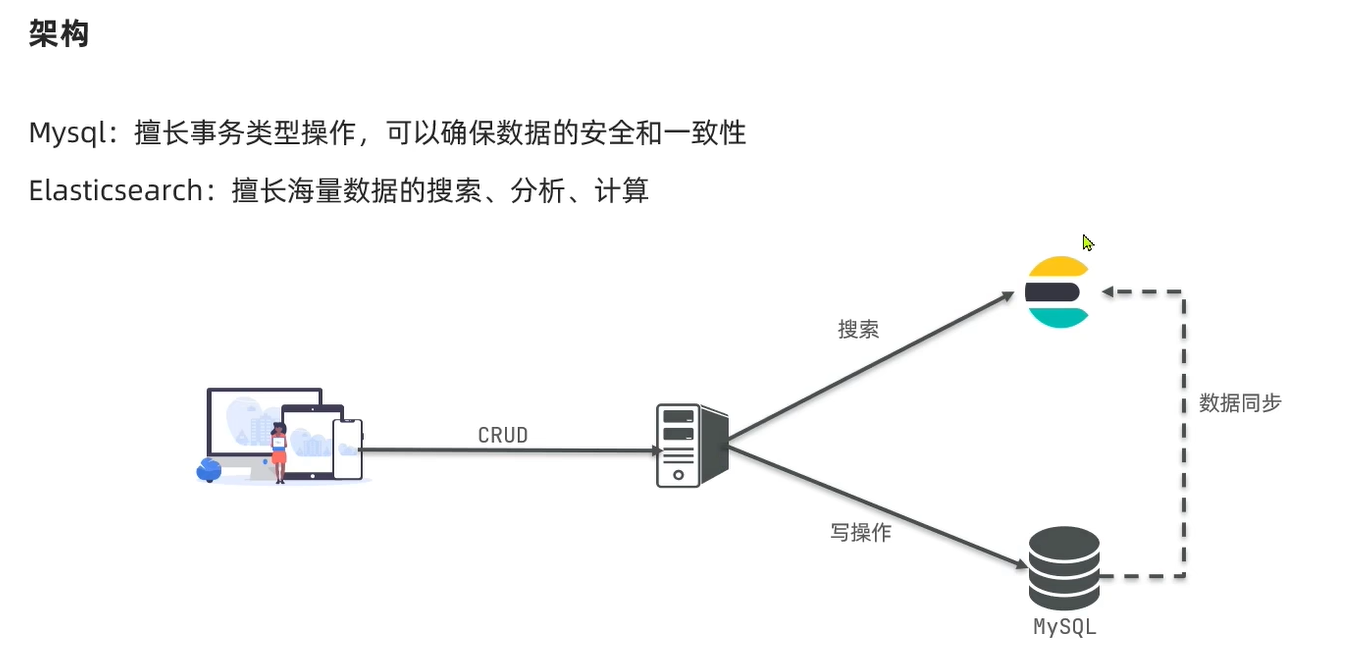 架构
Mysql：擅长事务类型操作，可以确保数据的安全和一致性
Elasticsearch：擅长海量数据的搜索、分析、计算
搜索
数据同步
CRUD
写操作
MySQL